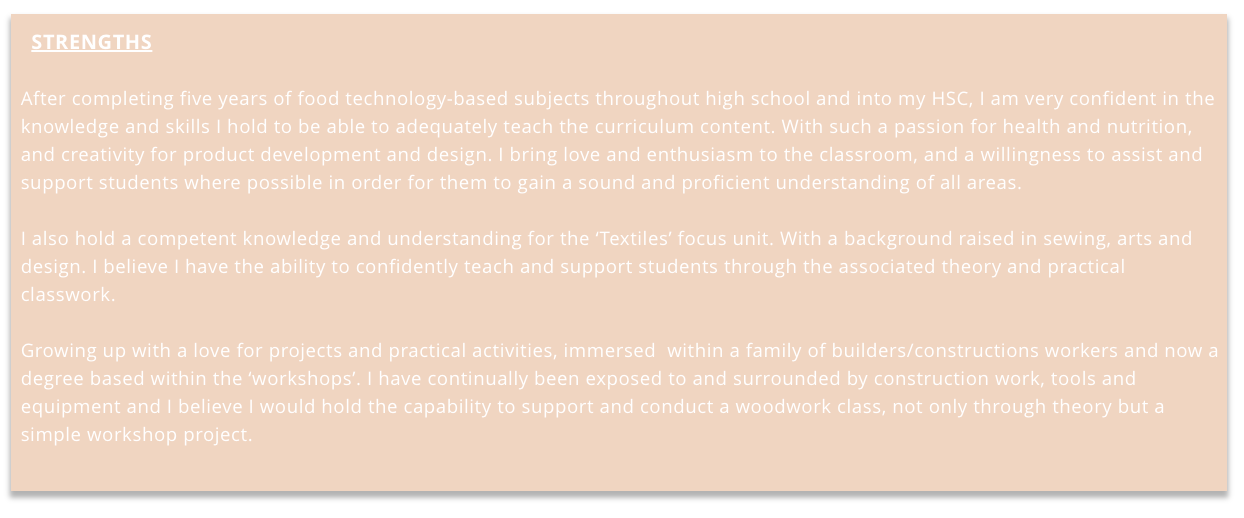 STRENGTHS
After completing five years of food technology-based subjects throughout high school and into my HSC, I am very confident in the
knowledge and skills I hold to be able to adequately teach the curriculum content. With such a passion for health and nutrition,
and creativity for product development and design. I bring love and enthusiasm to the classroom, and a willingness to assist and
support students where possible in order for them to gain a sound and proficient understanding of all areas.
I also hold a competent knowledge and understanding for the ‘Textiles’ focus unit. With a background raised in sewing, arts and
design. I believe I have the ability to confidently teach and support students through the associated theory and practical
classwork.
Growing up with a love for projects and practical activities, immersed  within a family of builders/constructions workers and now a
degree based within the ‘workshops’. I have continually been exposed to and surrounded by construction work, tools and
equipment and I believe I would hold the capability to support and conduct a woodwork class, not only through theory but a
simple workshop project.